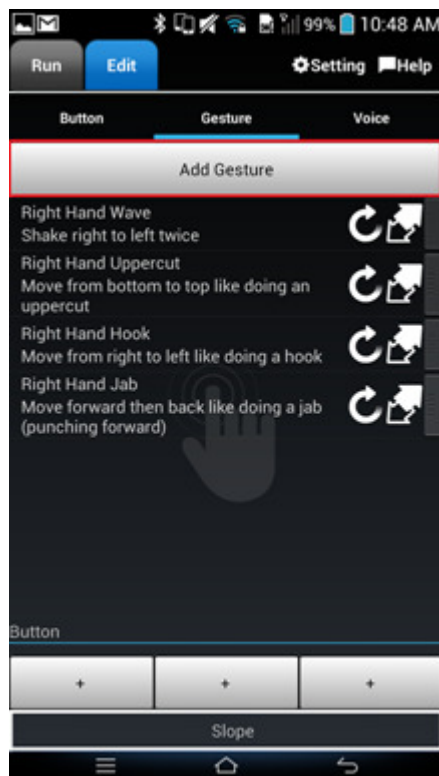 99% 10:48 AM
Run Edit Setting Help
Button Gesture Voice
Add Gesture
Right Hand Wave
Shake right to left twice
Right Hand Uppercut
Move from bottom to top like doing an
uppercut
Right Hand Hook
Move from right to left like doing a hook
Right Hand Jab
Move forward then back like doing a jab
(punching forward)
Button
+ + +
Slope